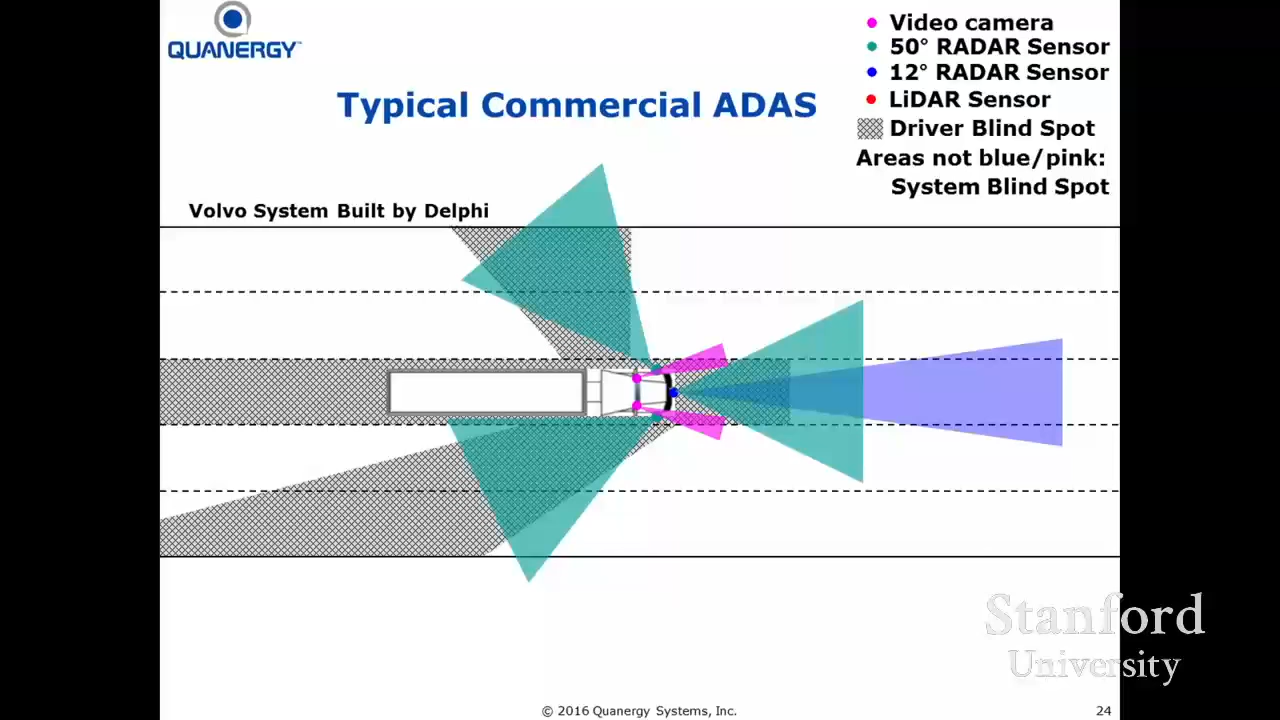 QUANERGY™
Video camera
50° RADAR Sensor
12° RADAR Sensor
LiDAR Sensor
Driver Blind Spot
Areas not blue/pink:
System Blind Spot
Typical Commercial ADAS
Volvo System Built by Delphi
Stanford
University
© 2016 Quanergy Systems, Inc.
24